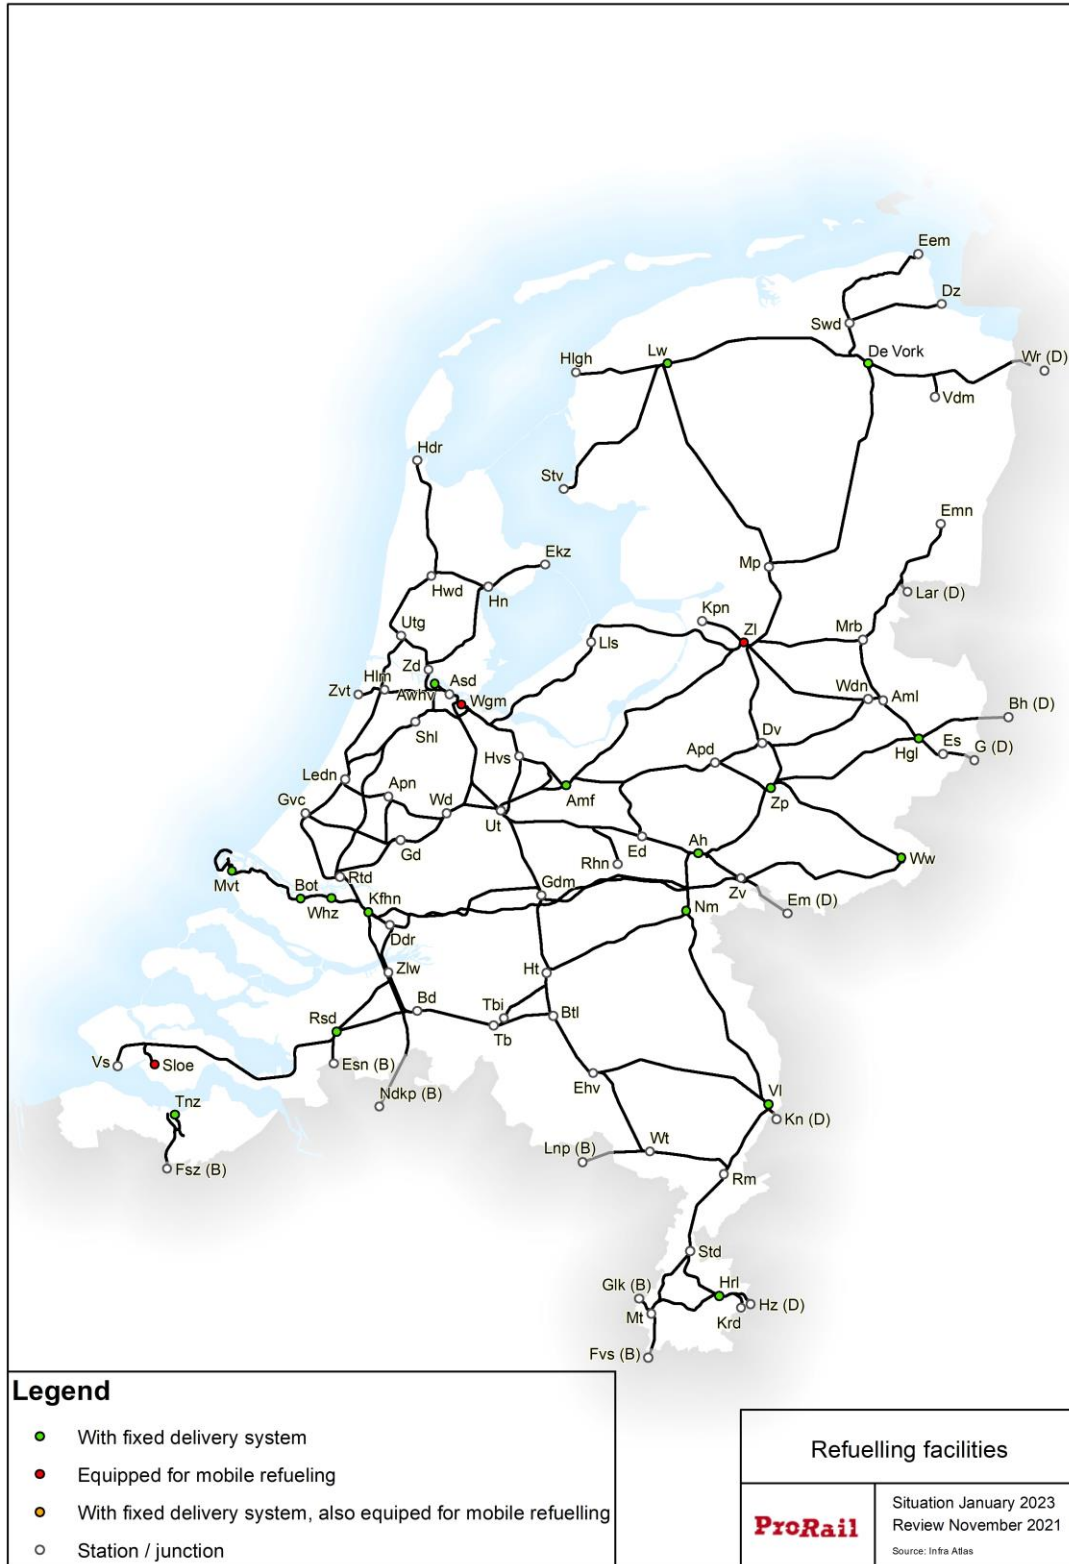 Eem
Dz
Swd
Hlgh
Lw
De Vork
Wr (D)
Vdm
Hdr
Stv
Emn
Ekz
Mp
Hwd
Hn
Lar (D)
Kpn
Utg
Zl
Mrb
Lls
Zd
Hlm
Asd
Zvt
Awhv
Wgm
Wdn
Aml
Bh (D)
Shl
Dv
Hgl
Es
G (D)
Hvs
Apd
Ledn
Apn
Amf
Zp
Gvc
Wd
Ut
Gd
Ed
Ah
Rhn
Ww
Mvt
Rtd
Bot
Kfhn
Gdm
Zv
Em (D)
Whz
Nm
Ddr
Zlw
Ht
Bd
Tbi
Btl
Rsd
Tb
Vs
Sloe
Esn (B)
Ndkp (B)
Ehv
Tnz
Vl
Kn (D)
Fsz (B)
Lnp (B)
Wt
Rm
Std
Glk (B)
Hrl
Hz (D)
Mt
Krd
Fvs (B)
Legend
With fixed delivery system
Equipped for mobile refueling
With fixed delivery system, also equiped for mobile refuelling
Station / junction
Refuelling facilities
ProRail
Situation January 2023
Review November 2021
Source: Infra Atlas